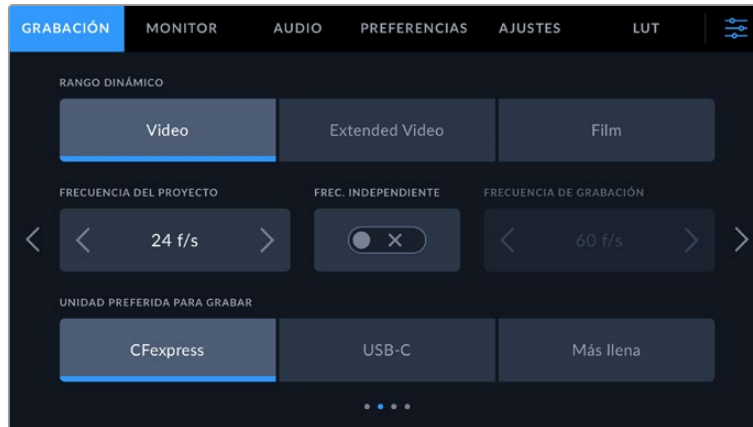 GRABACIÓN MONITOR AUDIO PREFERENCIAS AJUSTES LUT
RANGO DINÁMICO
Video Extended Video Film
FRECUENCIA DEL PROYECTO FREC. INDEPENDIENTE FRECUENCIA DE GRABACIÓN
24 f/s 60 f/s
UNIDAD PREFERIDA PARA GRABAR
CFexpress USB-C Más llena